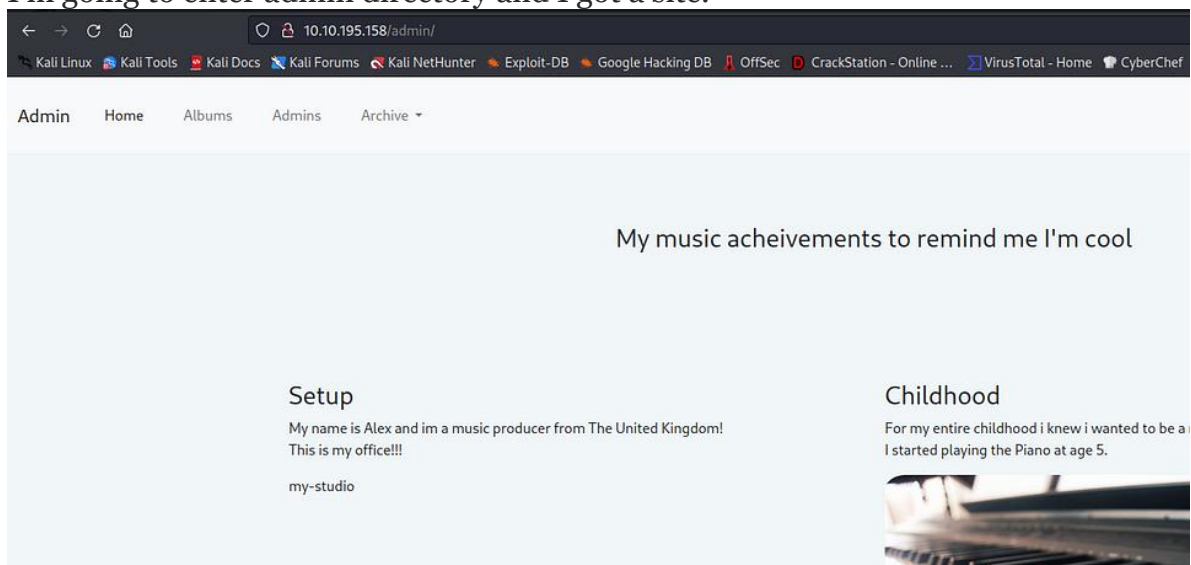 I'm going to enter admin directory and I got a site.
10.10.195.158/admin/
Kali Linux Kali Tools Kali Docs Kali Forums Kali NetHunter Exploit-DB Google Hacking DB OffSec CrackStation - Online ... VirusTotal - Home CyberChef
Admin Home Albums Admins Archive
My music acheivements to remind me I'm cool
Setup
My name is Alex and im a music producer from The United Kingdom!
This is my office!!!
my-studio
Childhood
For my entire childhood i knew i wanted to be a
I started playing the Piano at age 5.